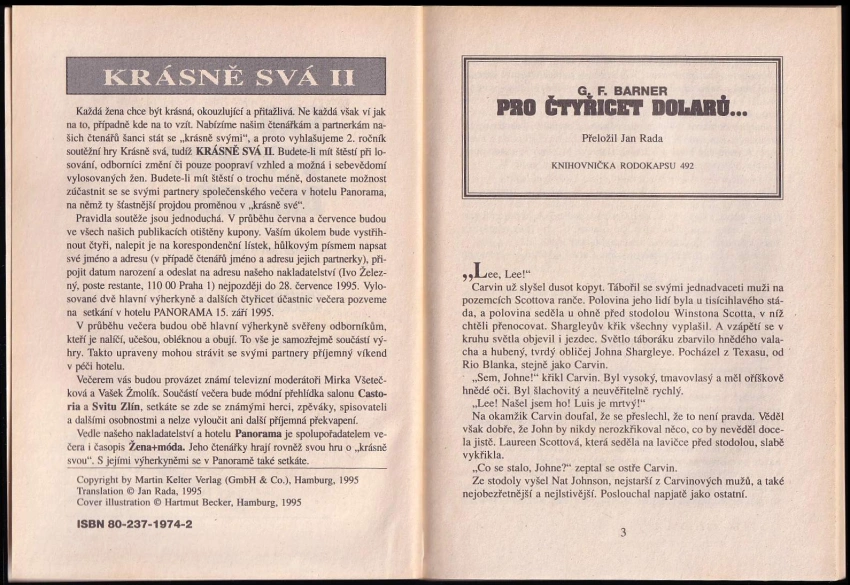 KRÁSNĚ SVÁ II
Každá žena chce být krásná, okouzlující a přitažlivá. Ne každá však ví jak
na to, případně kde na to vzít. Nabízíme našim čtenářkám a partnerkám na-
šich čtenářů šanci stát se „krásně svými“, a proto vyhlašujeme 2. ročník
soutěžní hry Krásně svá, tudíž KRÁSNĚ SVÁ II. Budete-li mít štěstí při lo-
sování, odborníci změní či pouze poopraví vzhled a možná i sebevědomí
vylosovaných žen. Budete-li mít štěstí o trochu méně, dostanete možnost
zúčastnit se se svými partnery společenského večera v hotelu Panorama,
na němž ty šťastnější projdou proměnou v „krásně své“.
Pravidla soutěže jsou jednoduchá. V průběhu června a července budou
ve všech našich publikacích otištěny kupony. Vaším úkolem bude vystřih-
nout čtyři, nalepit je na korespondenční lístek, hůlkovým písmem napsat
své jméno a adresu (v případě čtenářů jméno a adresu jejich partnerky), při-
pojit datum narození a odeslat na adresu našeho nakladatelství (Ivo Želez-
ný, poste restante, 110 00 Praha 1) nejpozději do 28. července 1995. Vylo-
sované dvě hlavní výherkyně a dalších čtyřicet účastnic večera pozveme
na setkání v hotelu PANORAMA 15. září 1995.
V průběhu večera budou obě hlavní výherkyně svěřeny odborníkům,
kteří je nalíčí, učešou, obléknou a obují. To vše je samozřejmě součástí vý-
hry. Takto upraveny mohou strávit se svými partnery příjemný víkend
v péči hotelu.
Večerem vás budou provázet známí televizní moderátoři Mirka Všeteč-
ková a Vašek Žmolík. Součástí večera bude módní přehlídka salonu Casto-
ria a Svitu Zlín, setkáte se zde se známými herci, zpěváky, spisovateli
a dalšími osobnostmi a nelze vyloučit ani další příjemná překvapení.
Vedle našeho nakladatelství a hotelu Panorama je spolupořadatelem ve-
čera i časopis Žena+móda. Jeho čtenářky hrají rovněž svou hru o „krásně
svou“. S jejími výherkyněmi se v Panoramě také setkáte.
Copyright by Martin Kelter Verlag (GmbH & Co.), Hamburg, 1995
Translation © Jan Rada, 1995
Cover illustration © Hartmut Becker, Hamburg, 1995
ISBN 80-237-1974-2
G. F. BARNER
PRO ČTYŘICET DOLARŮ...
Přeložil Jan Rada
KNIHOVNIČKA RODOKAPSU 492
„Lee, Lee!“
Carvin už slyšel dusot kopyt. Tábořil se svými jednadvaceti muži na
pozemcích Scottova ranče. Polovina jeho lidí byla u tisícihlavého stá-
da, a polovina seděla u ohně před stodolou Winstona Scotta, v níž
chtěli přenocovat. Shargleyův křik všechny vyplašil. A vzápětí se v
kruhu světla objevil i jezdec. Světlo táboráku zbarvilo hnědého vala-
cha a hubený, tvrdý obličej Johna Shargleye. Pocházel z Texasu, od
Rio Blanka, stejně jako Carvin.
„Sem, Johne!“ křikl Carvin. Byl vysoký, tmavovlasý a měl oříškově
hnědé oči. Byl šlachovitý a neuvěřitelně rychlý.
„Lee! Našel jsem ho! Luis je mrtvý!“
Na okamžik Carvin doufal, že se přeslechl, že to není pravda. Věděl
však dobře, že John by nikdy nerozkřikoval něco, co by nevěděl doce-
la jistě. Laureen Scottová, která seděla na lavičce před stodolou, slabě
vykřikla.
„Co se stalo, Johne?“ zeptal se ostře Carvin.
Ze stodoly vyšel Nat Johnson, nejstarší z Carvinových mužů, a také
nejobezřetnější a nejlstivější. Poslouchal napjatě jako ostatní.
3